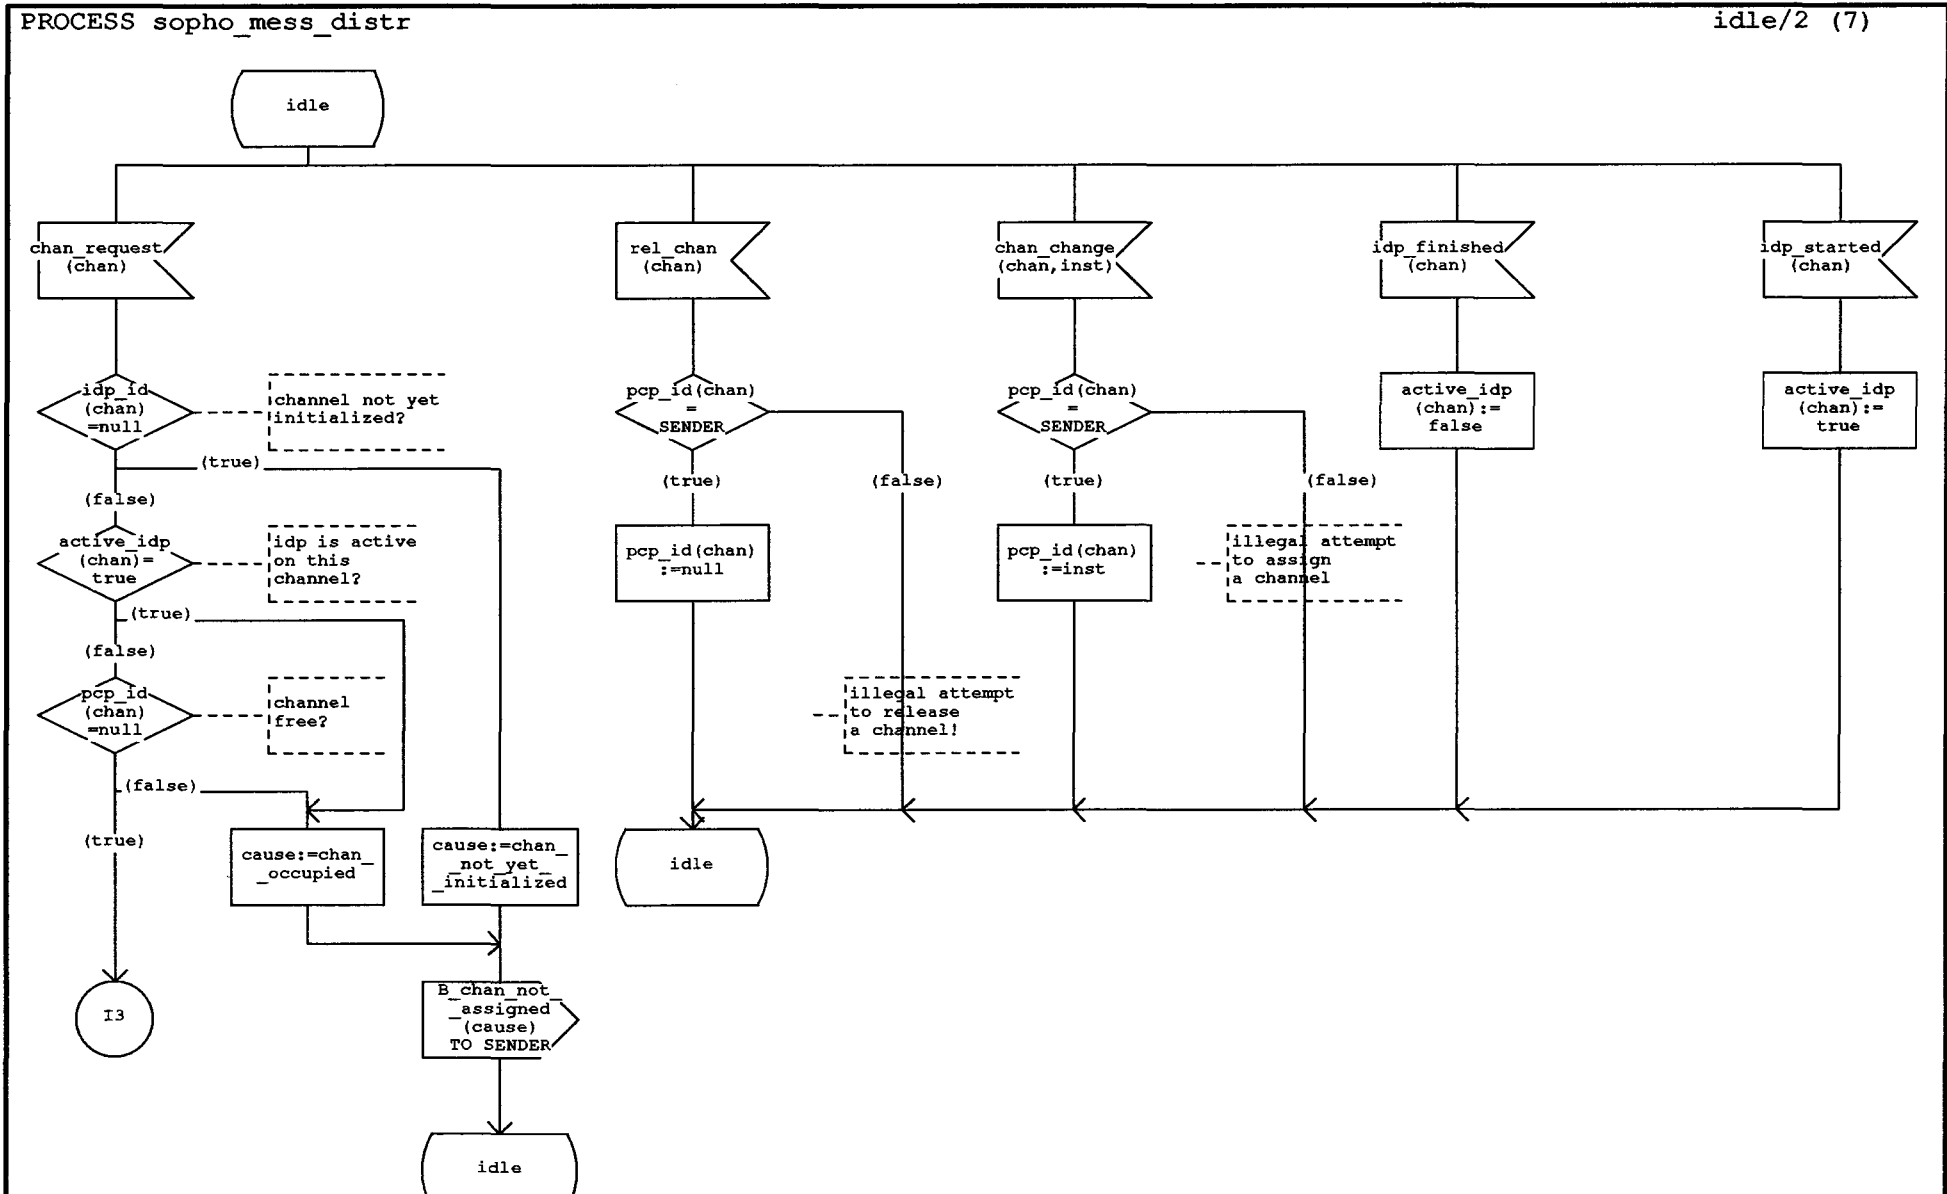 PROCESS sopho_mess_distr
idle/2 (7)
idle
chan_request
(chan)
rel_chan
(chan)
chan_change
(chan,inst)
idp_finished
(chan)
idp_started
(chan)
idp_id
(chan)
=null
channel not yet
initialized?
pcp_id(chan)
=
SENDER
pcp_id(chan)
=
SENDER
active_idp
(chan):=
false
active_idp
(chan):=
true
(true)
(false)
(true)
(false)
(true)
(false)
active_idp
(chan)=
true
idp is active
on this
channel?
pcp_id(chan)
:=null
pcp_id(chan)
:=inst
illegal attempt
to assign
a channel
(true)
(false)
pcp_id
(chan)
=null
channel
free?
illegal attempt
to release
a channel!
(false)
(true)
cause:=chan_
_occupied
cause:=chan_
_not_yet_
_initialized
idle
B_chan_not_
_assigned
(cause)
TO SENDER
I3
idle